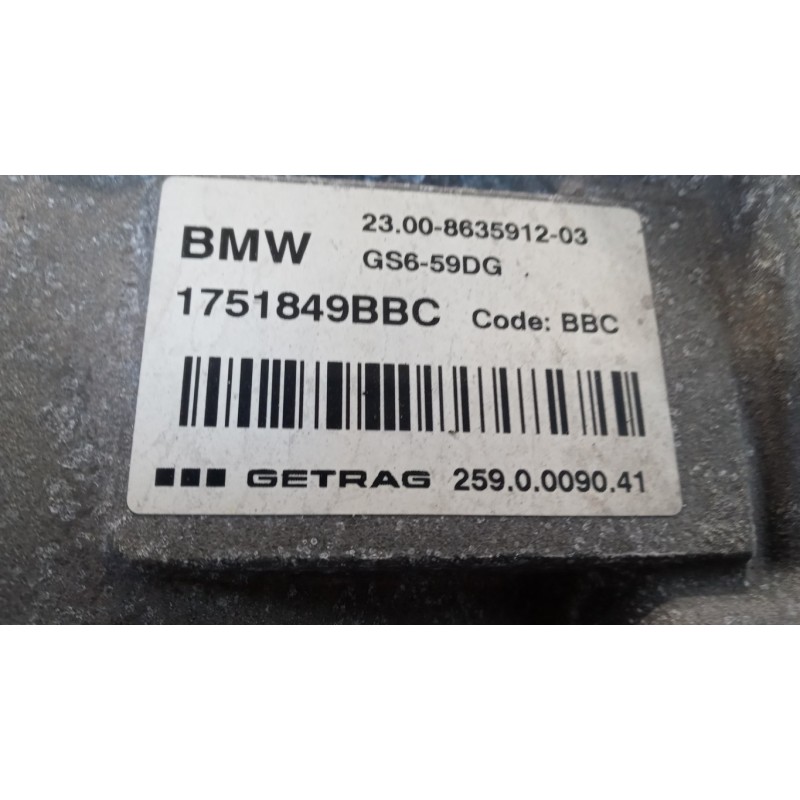 BMW 23.00-8635912-03
GS6-59DG
1751849BBC Code: BBC
GETRAG 259.0.0090.41